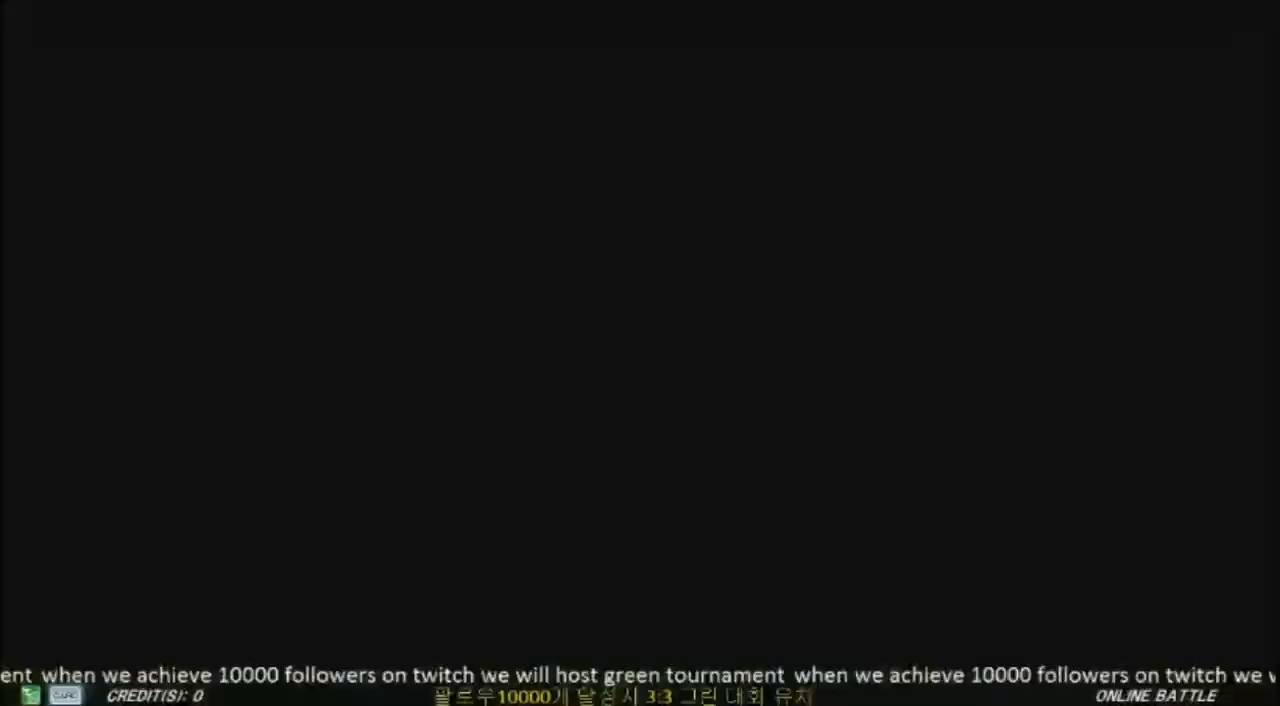 ent when we achieve 10000 followers on twitch we will host green tournament when we achieve 10000 followers on twitch we w
CARD CREDIT(S): 0 팔로우10000개 달성시 3:3 그린 대회 유치 ONLINE BATTLE